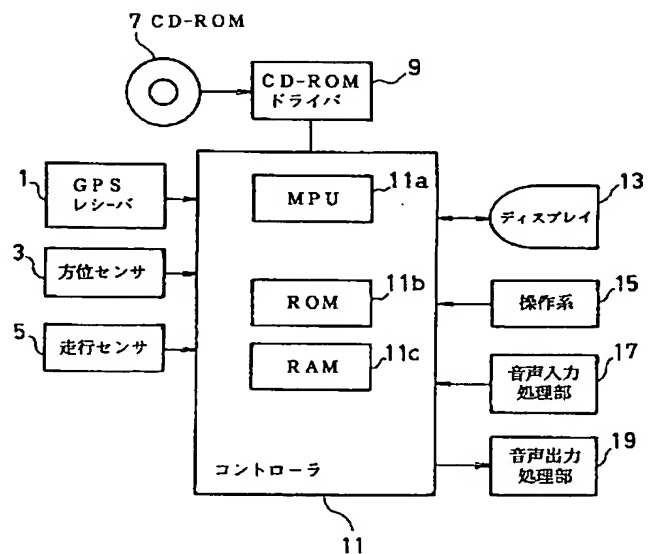 7 CD-ROM
9
CD-ROM
ドライバ
1
GPS
レシーバ
3
方位センサ
5
走行センサ
MPU
11a
ROM
11b
RAM
11c
コントローラ
11
13
ディスプレイ
15
操作系
17
音声入力
処理部
19
音声出力
処理部